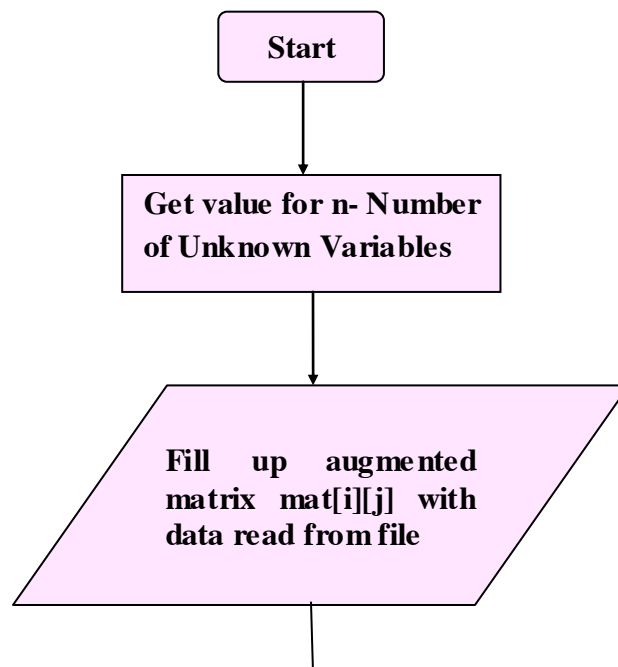 Start
Get value for n- Number
of Unknown Variables
Fill up augmented
matrix mat[i][j] with
data read from file